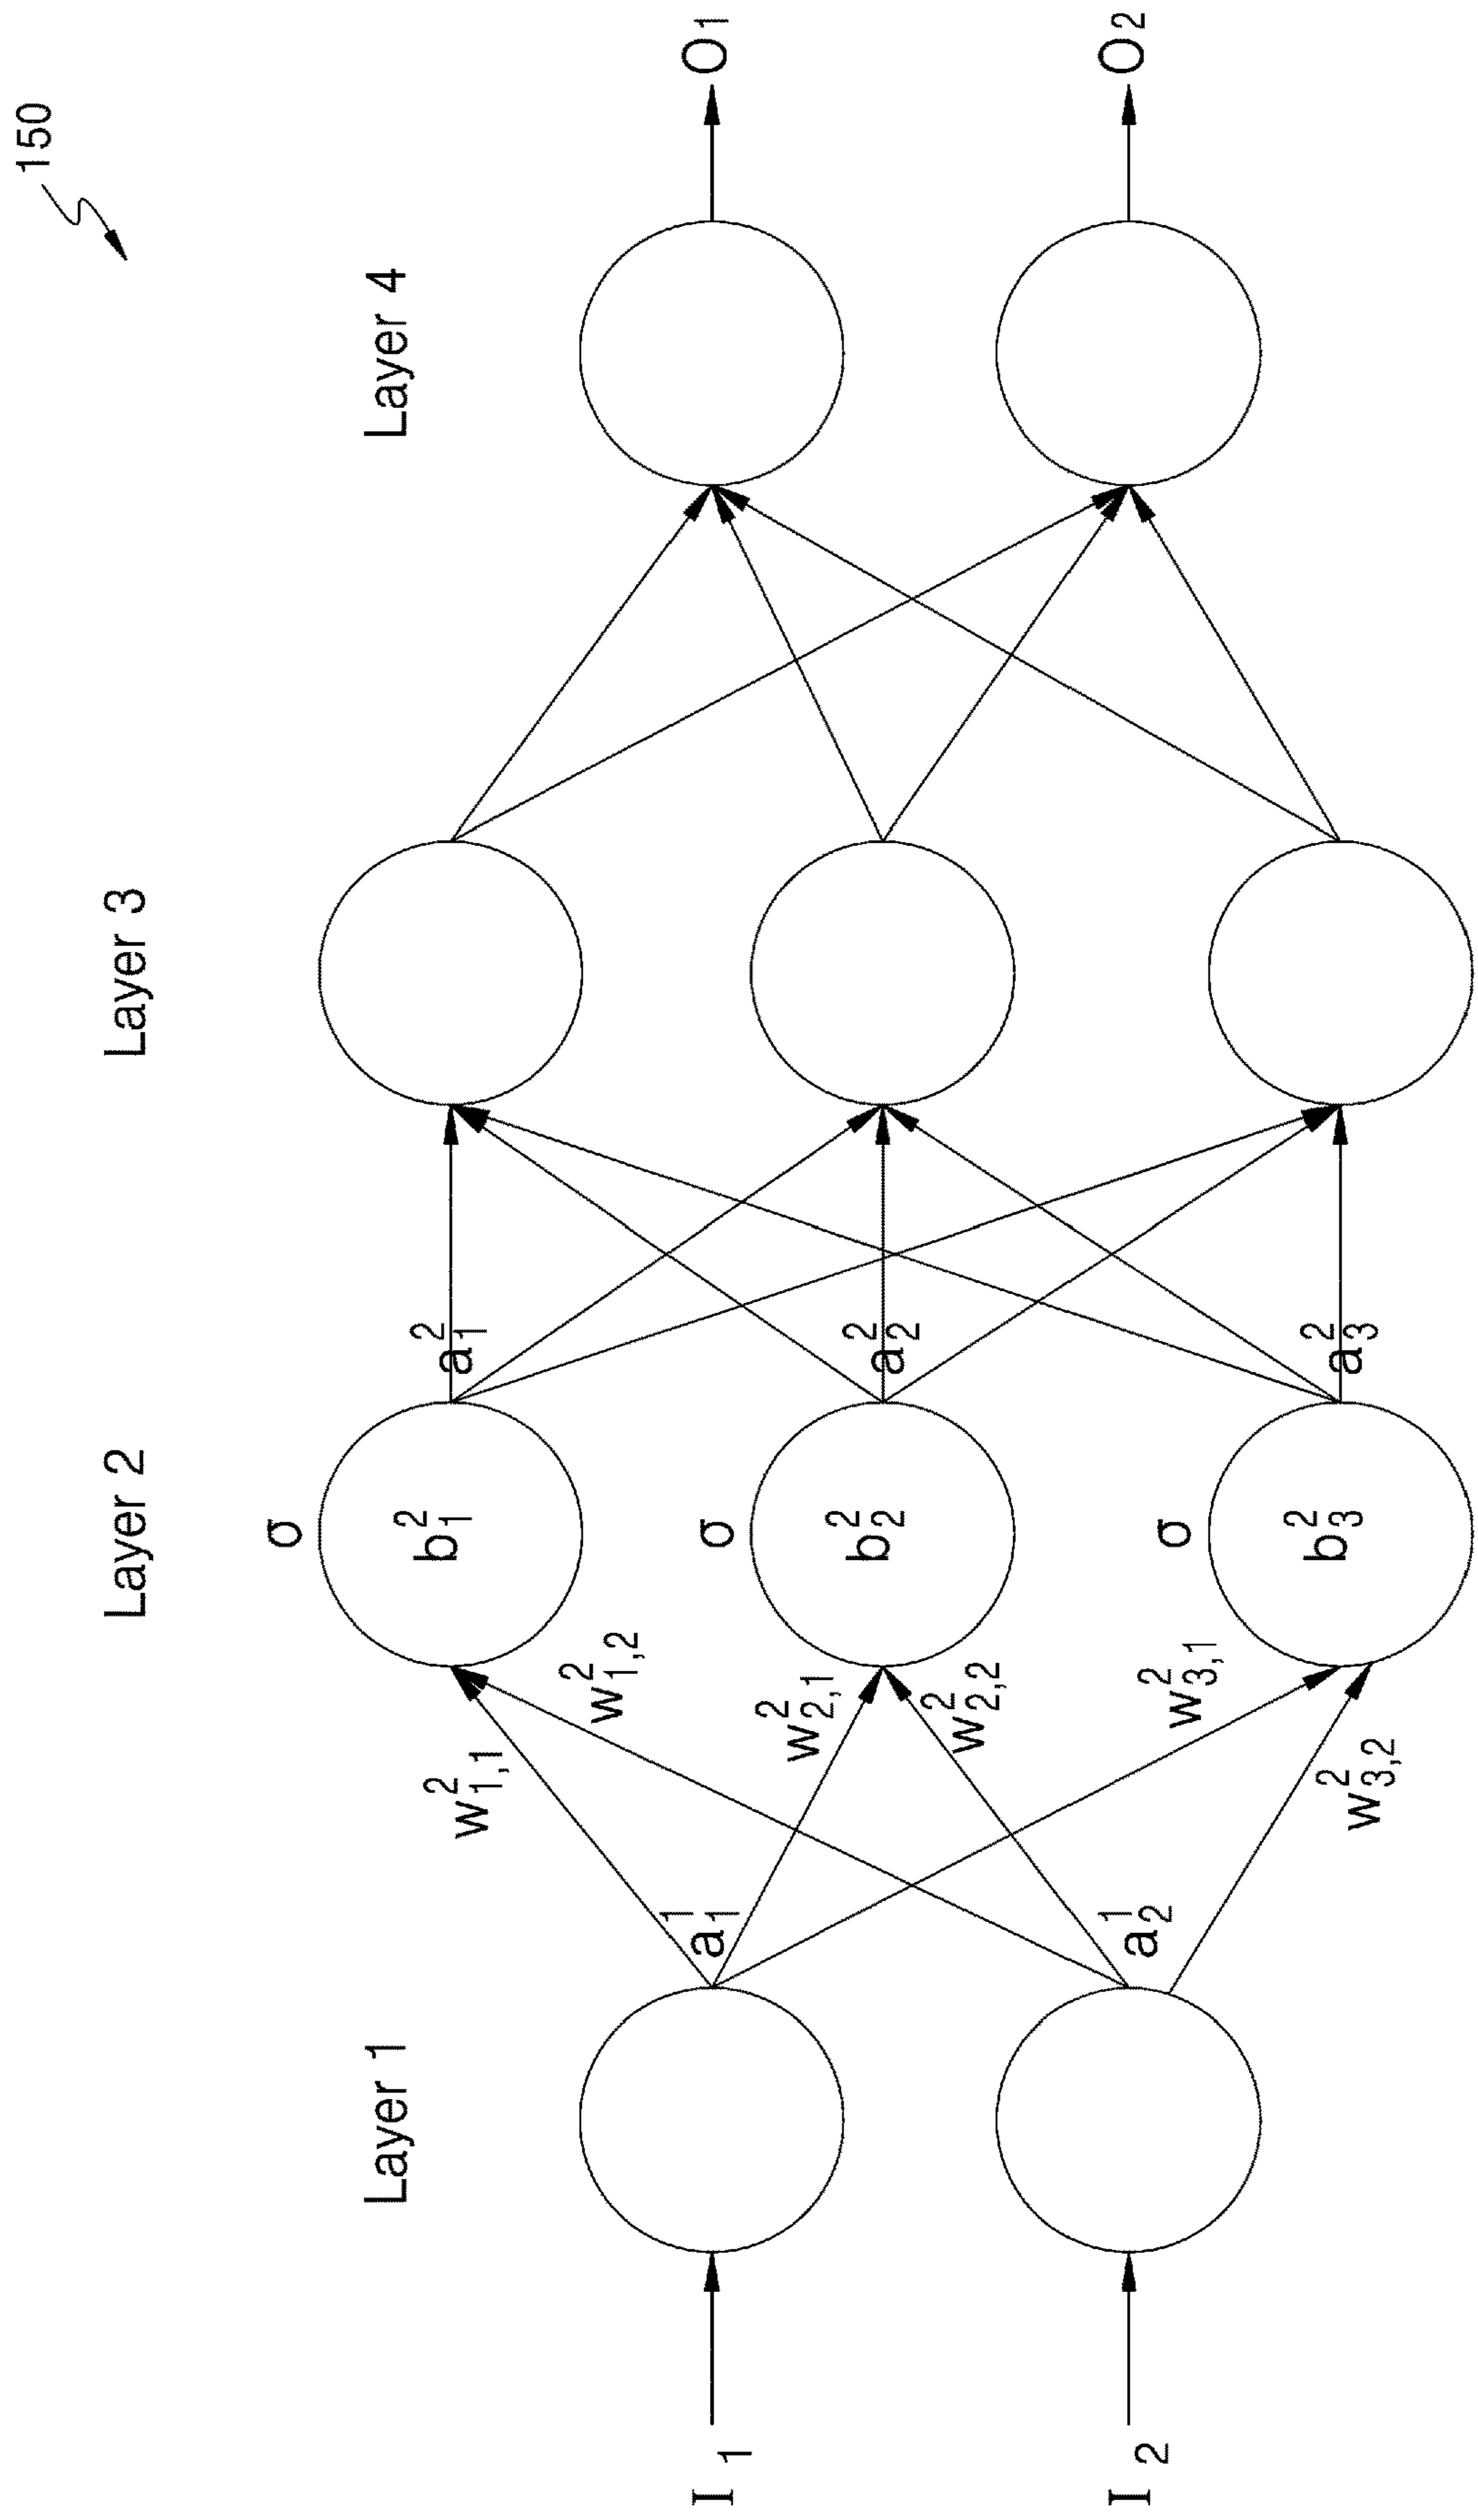 150
Layer 1
Layer 2
Layer 3
Layer 4
I₁
I₂
a¹₁
a¹₂
w²₁,₁
w²₁,₂
w²₂,₁
w²₂,₂
w²₃,₁
w²₃,₂
σ
b²₁
σ
b²₂
σ
b²₃
a²₁
a²₂
a²₃
O₁
O₂